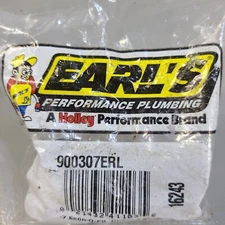 EARL'S
PERFORMANCE PLUMBING
A Holley Performance Brand
900307ERL
16243